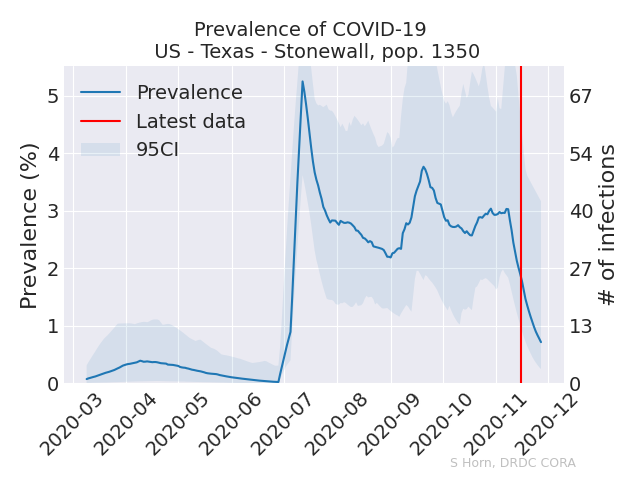 Prevalence of COVID-19
US - Texas - Stonewall, pop. 1350
Prevalence
Latest data
95CI
Prevalence (%)
5
4
3
2
1
0
67
54
40
27
13
0
# of infections
2020-03
2020-04
2020-05
2020-06
2020-07
2020-08
2020-09
2020-10
2020-11
2020-12
S Horn, DRDC CORA